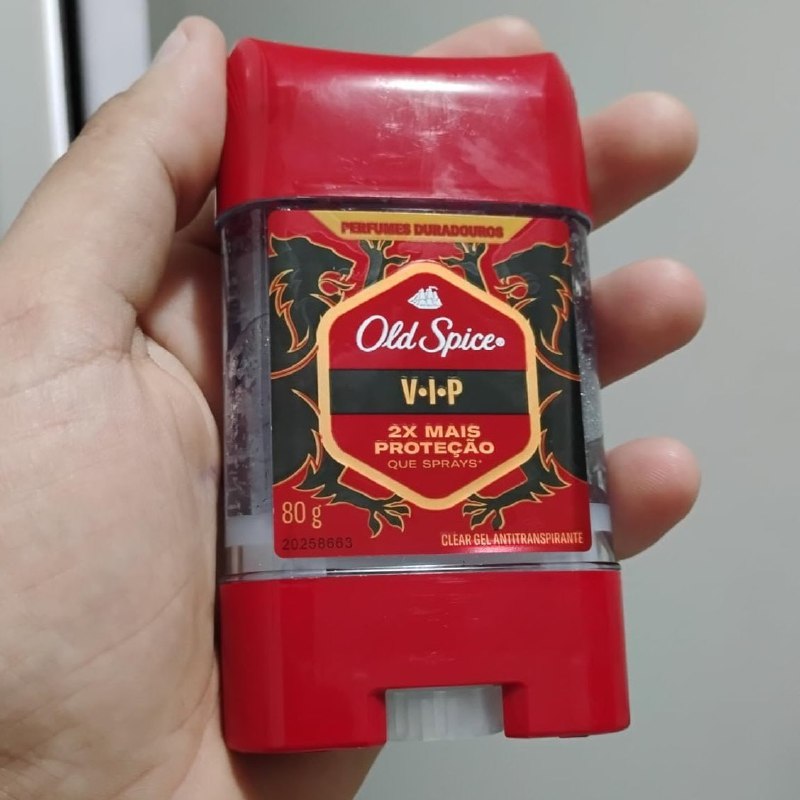 PERFUMES DURADOUROS
Old Spice
V•I•P
2X MAIS
PROTEÇÃO
QUE SPRAYS*
80 g
20258663
CLEAR GEL ANTITRANSPIRANTE